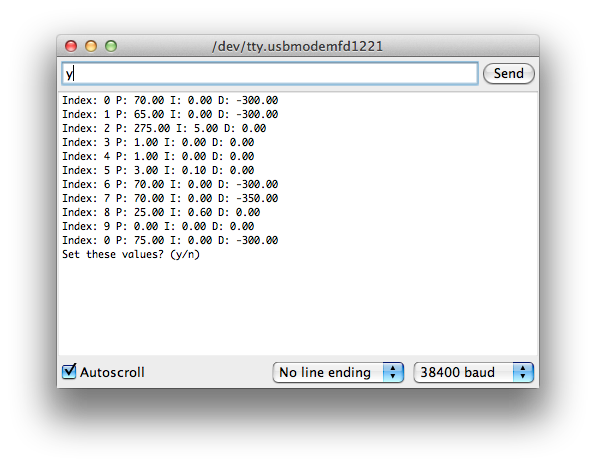 /dev/tty.usbmodemfd1221
y
Send
Index: 0 P: 70.00 I: 0.00 D: -300.00
Index: 1 P: 65.00 I: 0.00 D: -300.00
Index: 2 P: 275.00 I: 5.00 D: 0.00
Index: 3 P: 1.00 I: 0.00 D: 0.00
Index: 4 P: 1.00 I: 0.00 D: 0.00
Index: 5 P: 3.00 I: 0.10 D: 0.00
Index: 6 P: 70.00 I: 0.00 D: -300.00
Index: 7 P: 70.00 I: 0.00 D: -350.00
Index: 8 P: 25.00 I: 0.60 D: 0.00
Index: 9 P: 0.00 I: 0.00 D: 0.00
Index: 0 P: 75.00 I: 0.00 D: -300.00
Set these values? (y/n)
Autoscroll
No line ending
38400 baud